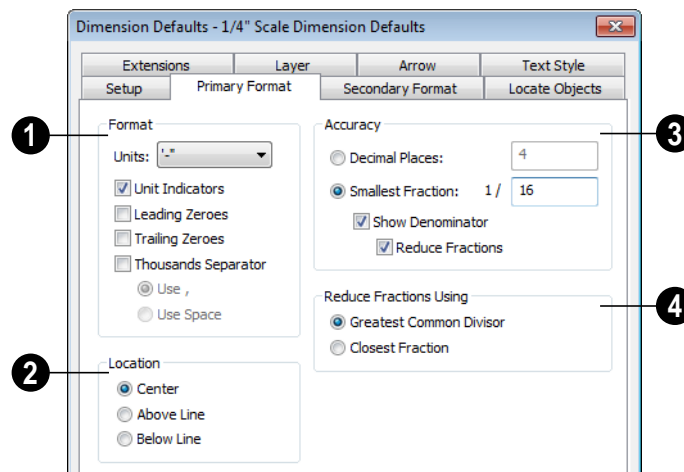 Dimension Defaults - 1/4" Scale Dimension Defaults
Extensions Layer Arrow Text Style
Setup Primary Format Secondary Format Locate Objects
1
Format
Units: '-"
Unit Indicators
Leading Zeroes
Trailing Zeroes
Thousands Separator
Use ,
Use Space
2
Location
Center
Above Line
Below Line
3
Accuracy
Decimal Places: 4
Smallest Fraction: 1 / 16
Show Denominator
Reduce Fractions
4
Reduce Fractions Using
Greatest Common Divisor
Closest Fraction